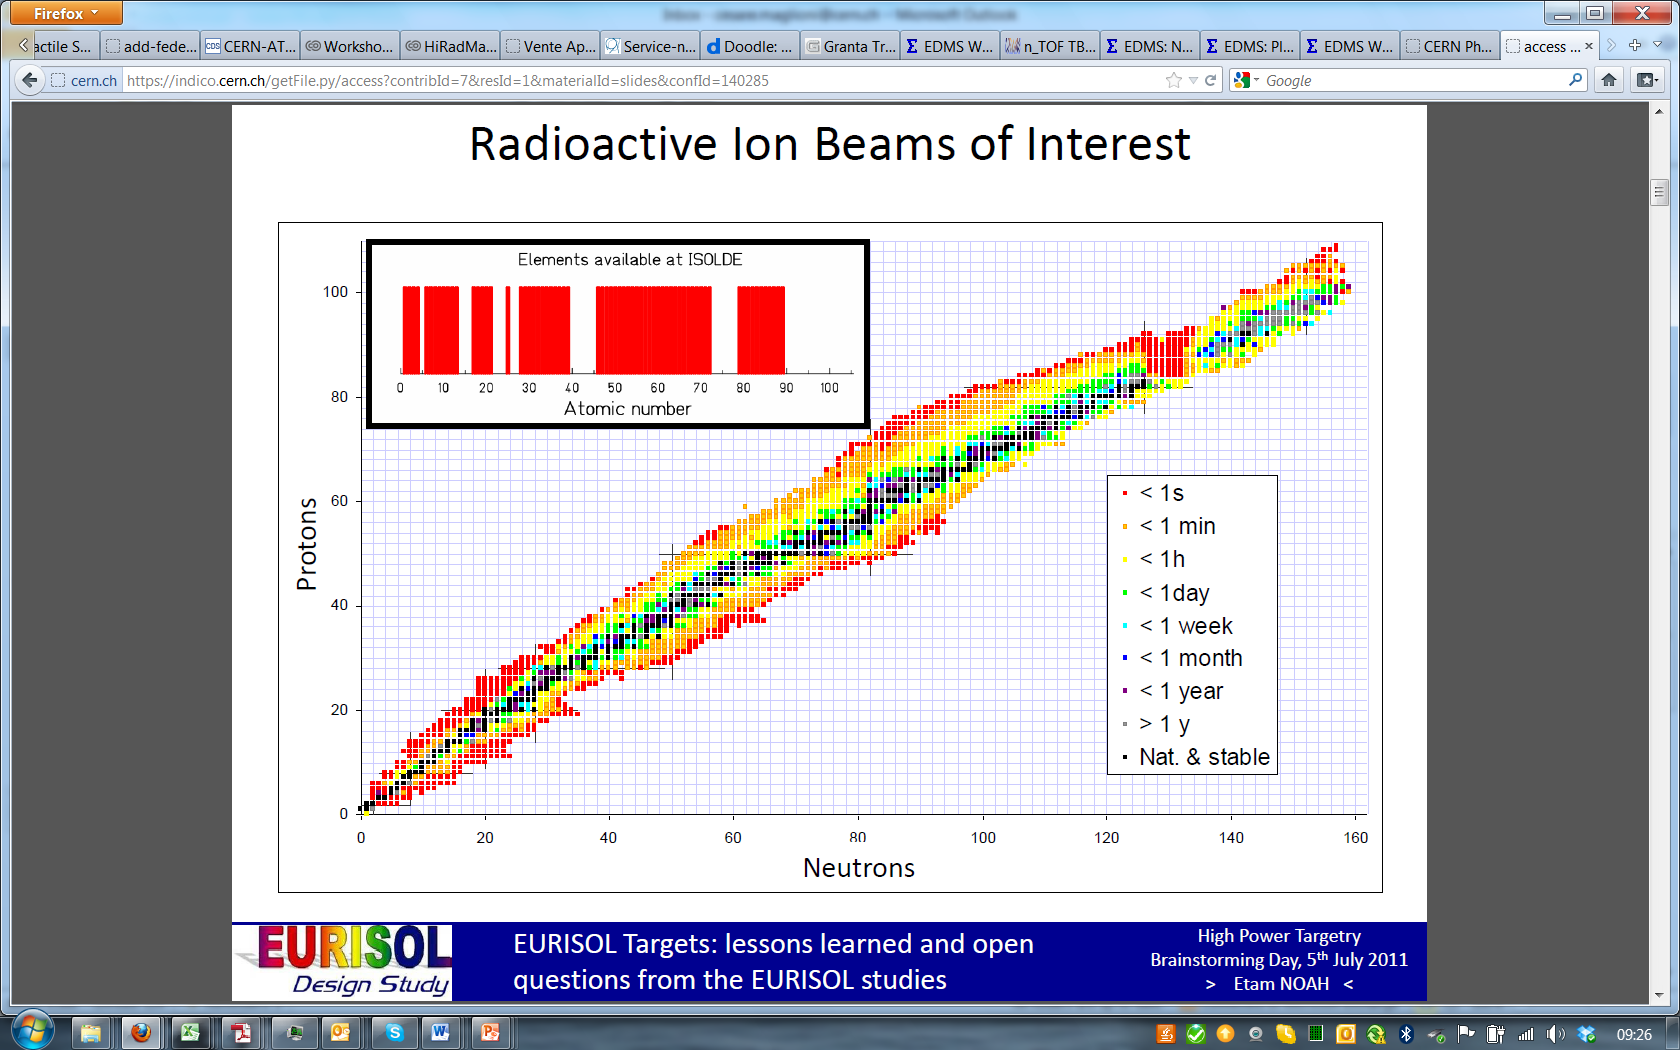 Firefox
actile S...
add-fede...
CERN-AT...
Worksho...
HiRadMa...
Vente Ap...
Service-n...
Doodle: ...
Granta Tr...
EDMS W...
n_TOF TB...
EDMS: N...
EDMS: Pl...
EDMS W...
CERN Ph...
access ...
cern.ch
https://indico.cern.ch/getFile.py/access?contribId=7&resId=1&materialId=slides&confId=140285
Google
Radioactive Ion Beams of Interest
Elements available at ISOLDE
0 10 20 30 40 50 60 70 80 90 100
Atomic number
100
80
60
40
20
0
Protons
0 20 40 60 80 100 120 140 160
Neutrons
< 1s
< 1 min
< 1h
< 1day
< 1 week
< 1 month
< 1 year
> 1 y
Nat. & stable
EURISOL
Design Study
EURISOL Targets: lessons learned and open
questions from the EURISOL studies
High Power Targetry
Brainstorming Day, 5th July 2011
> Etam NOAH <
09:26